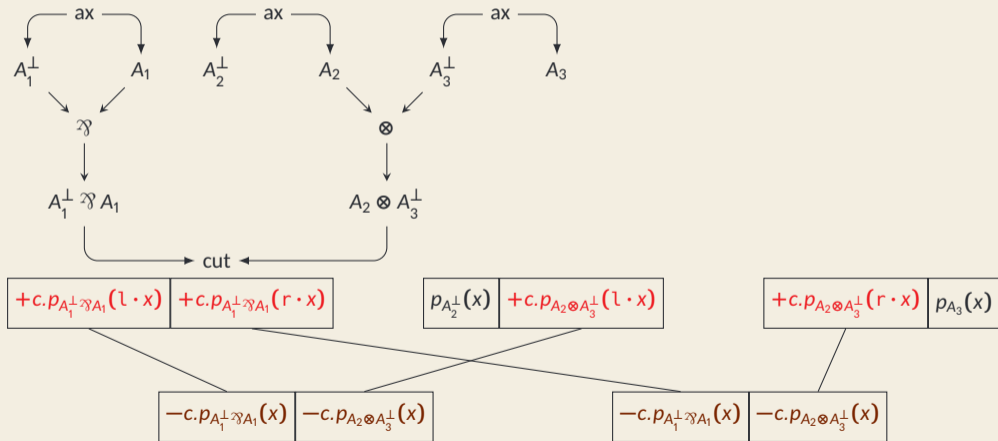 ax ax ax
A₁^⊥ A₁ A₂^⊥ A₂ A₃^⊥ A₃
⅋ ⊗
A₁^⊥ ⅋ A₁ A₂ ⊗ A₃^⊥
cut
+c.p_{A₁^⊥⅋A₁}(l · x) +c.p_{A₁^⊥⅋A₁}(r · x) p_{A₂^⊥}(x) +c.p_{A₂⊗A₃^⊥}(l · x) +c.p_{A₂⊗A₃^⊥}(r · x) p_{A₃}(x)
−c.p_{A₁^⊥⅋A₁}(x) −c.p_{A₂⊗A₃^⊥}(x) −c.p_{A₁^⊥⅋A₁}(x) −c.p_{A₂⊗A₃^⊥}(x)